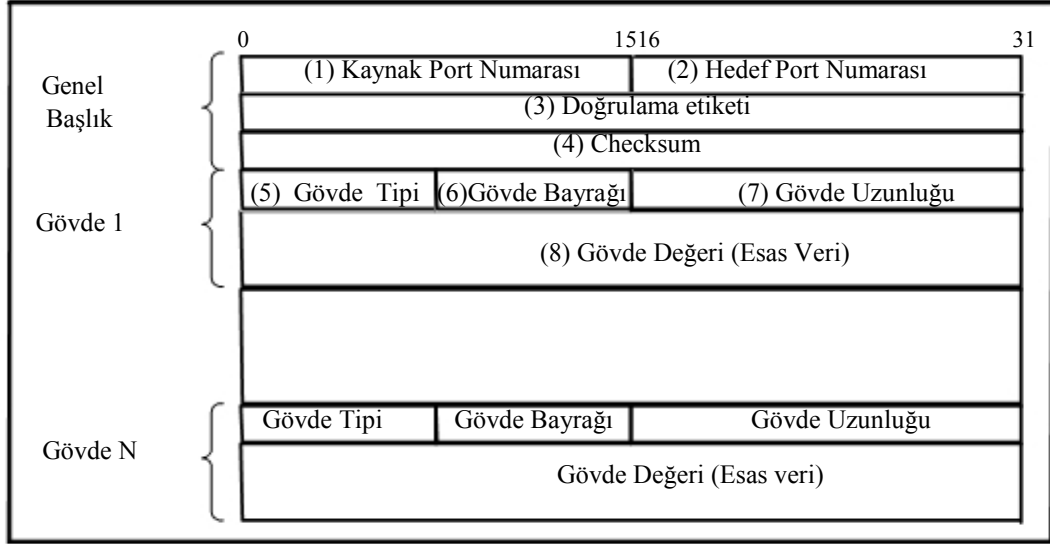 0 1516 31
(1) Kaynak Port Numarası (2) Hedef Port Numarası
Genel
Başlık
(3) Doğrulama etiketi
(4) Checksum
(5) Gövde Tipi (6)Gövde Bayrağı (7) Gövde Uzunluğu
Gövde 1
(8) Gövde Değeri (Esas Veri)
Gövde Tipi Gövde Bayrağı Gövde Uzunluğu
Gövde N
Gövde Değeri (Esas veri)